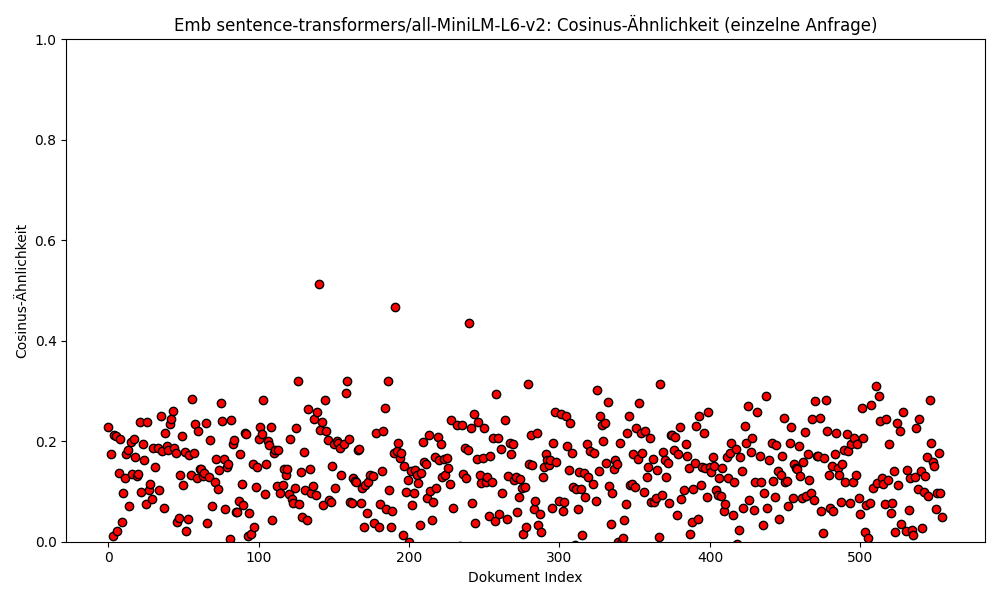 Emb sentence-transformers/all-MiniLM-L6-v2: Cosinus-Ähnlichkeit (einzelne Anfrage)
1.0
0.8
0.6
0.4
0.2
0.0
Cosinus-Ähnlichkeit
0 100 200 300 400 500
Dokument Index